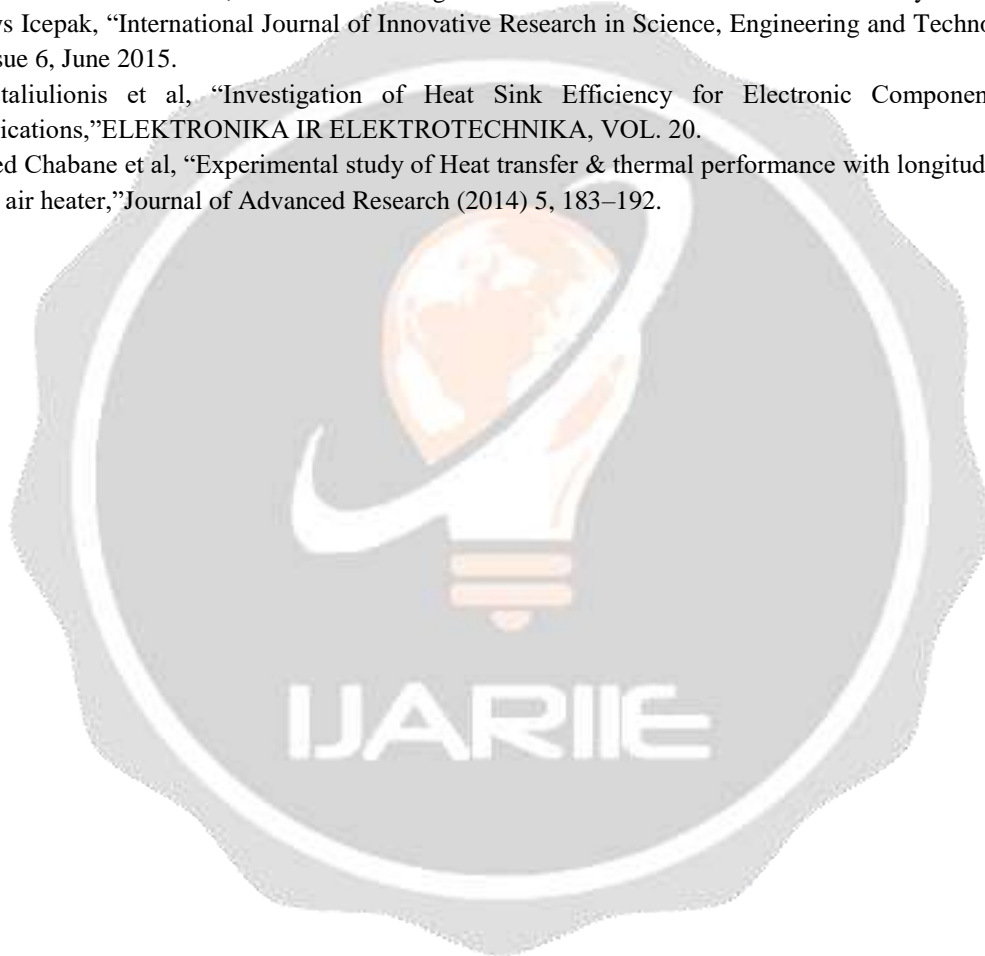 ys Icepak, “International Journal of Innovative Research in Science, Engineering and Techno
sue 6, June 2015.
taliulionis et al, “Investigation of Heat Sink Efficiency for Electronic Componen
ications,”ELEKTRONIKA IR ELEKTROTECHNIKA, VOL. 20.
ed Chabane et al, “Experimental study of Heat transfer & thermal performance with longitud
air heater,”Journal of Advanced Research (2014) 5, 183–192.
IJARIIE